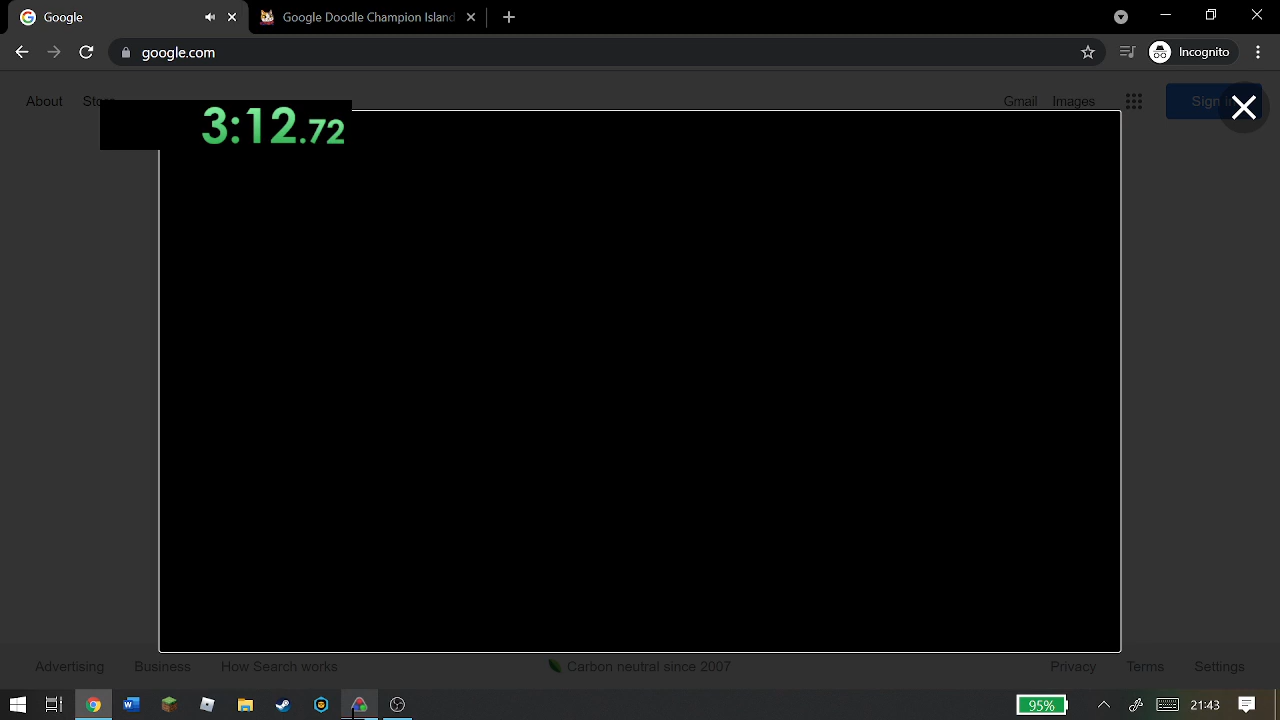 Google
Google Doodle Champion Island
google.com
Incognito
About
Gmail
Images
3:12.72
Advertising
Business
How Search works
Carbon neutral since 2007
Privacy
Terms
Settings
95%
21:43